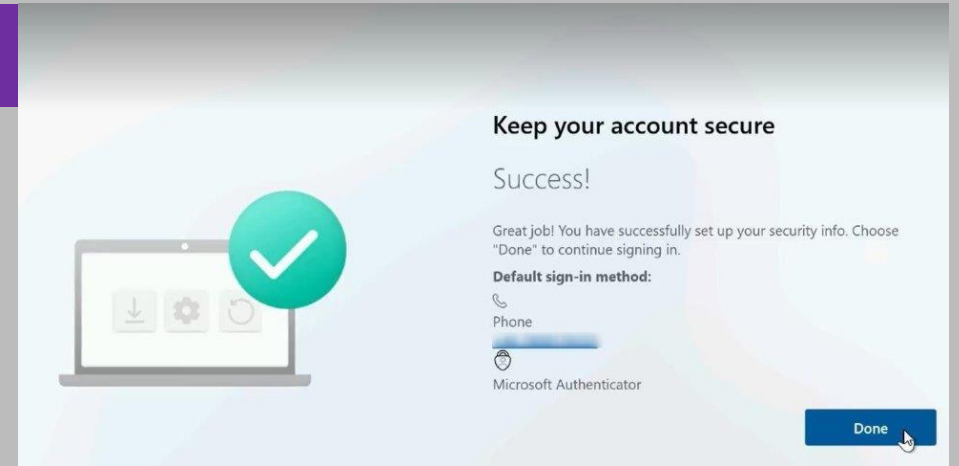 Keep your account secure
Success!
Great job! You have successfully set up your security info. Choose
"Done" to continue signing in.
Default sign-in method:
Phone
Microsoft Authenticator
Done